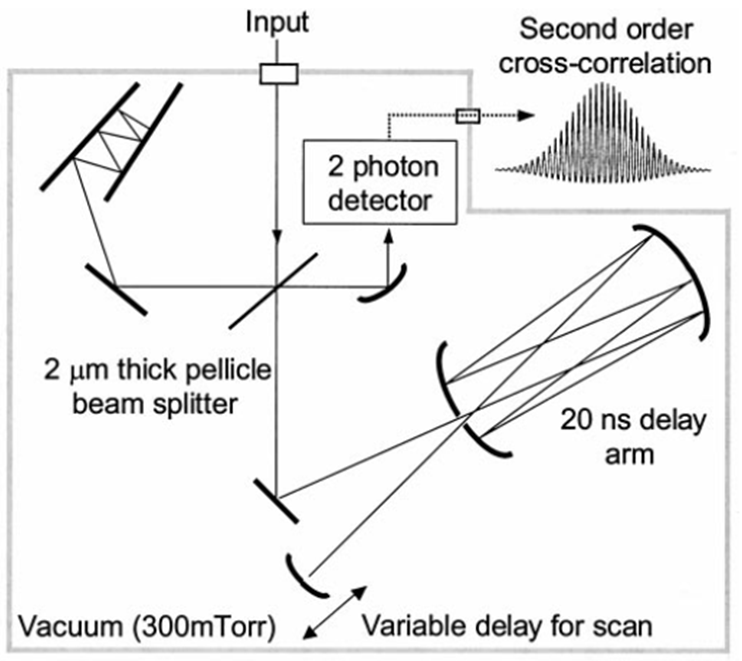 Input
Second order
cross-correlation
2 photon
detector
2 μm thick pellicle
beam splitter
20 ns delay
arm
Vacuum (300mTorr)
Variable delay for scan